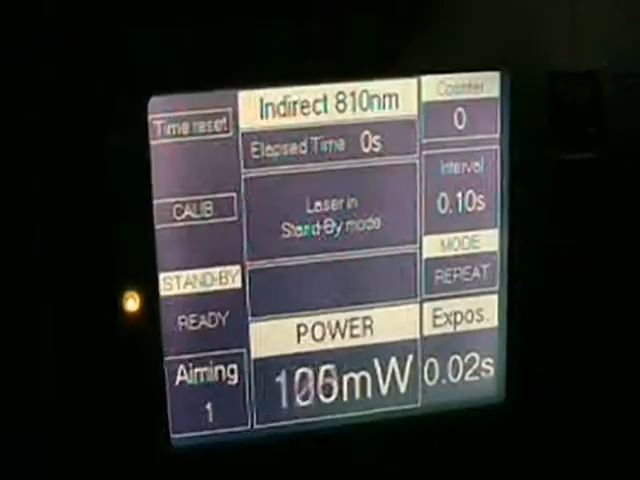 Time reset
CALIB.
STAND-BY
READY
Aiming
1
Indirect 810nm
Elapsed Time 0s
Laser in
Stand-By mode
POWER
mW
Counter
0
Interval
0.10s
MODE
REPEAT
Expos.
0.02s